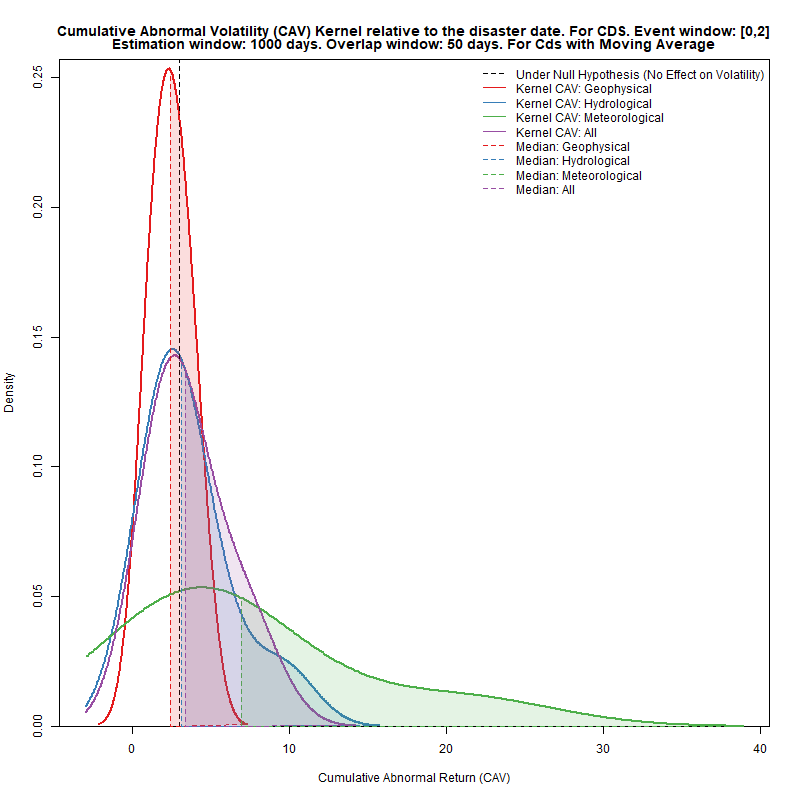 Cumulative Abnormal Volatility (CAV) Kernel relative to the disaster date. For CDS. Event window: [0,2]
Estimation window: 1000 days. Overlap window: 50 days. For Cds with Moving Average
Under Null Hypothesis (No Effect on Volatility)
Kernel CAV: Geophysical
Kernel CAV: Hydrological
Kernel CAV: Meteorological
Kernel CAV: All
Median: Geophysical
Median: Hydrological
Median: Meteorological
Median: All
0.25
0.20
0.15
0.10
0.05
0.00
Density
0 10 20 30 40
Cumulative Abnormal Return (CAV)